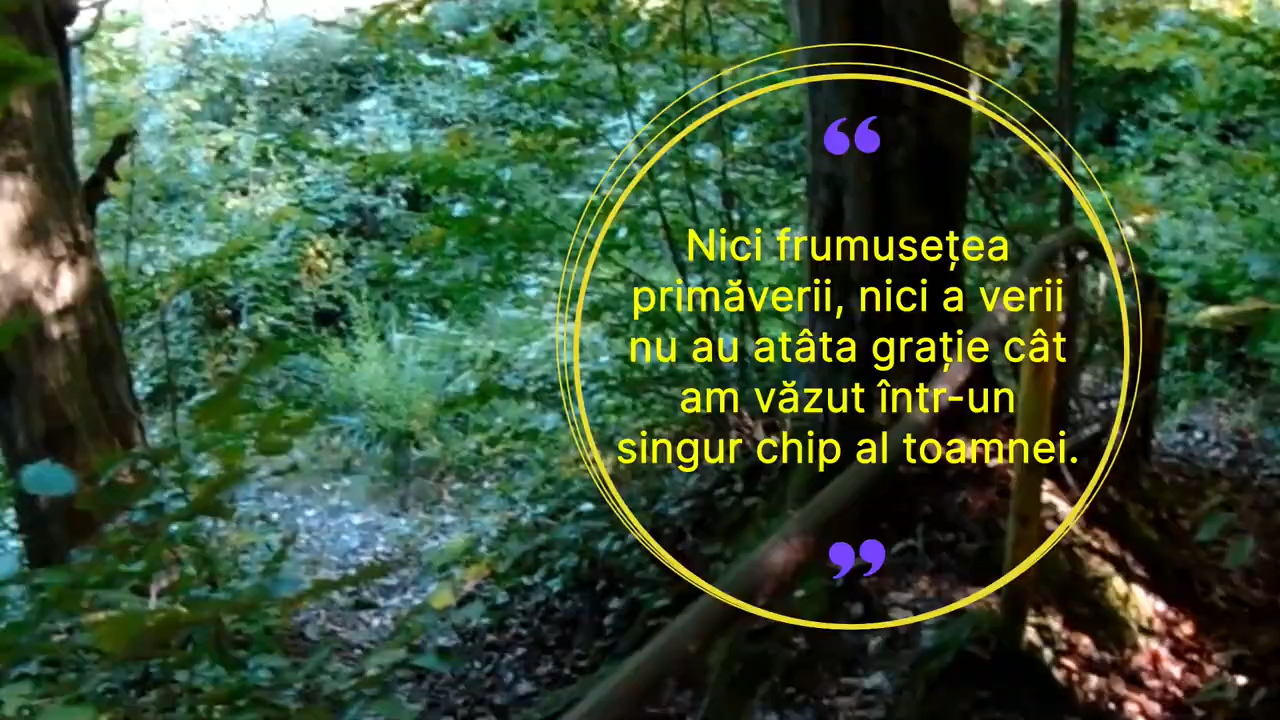 “
Nici frumusețea
primăverii, nici a verii
nu au atâta grație cât
am văzut într-un
singur chip al toamnei.
”